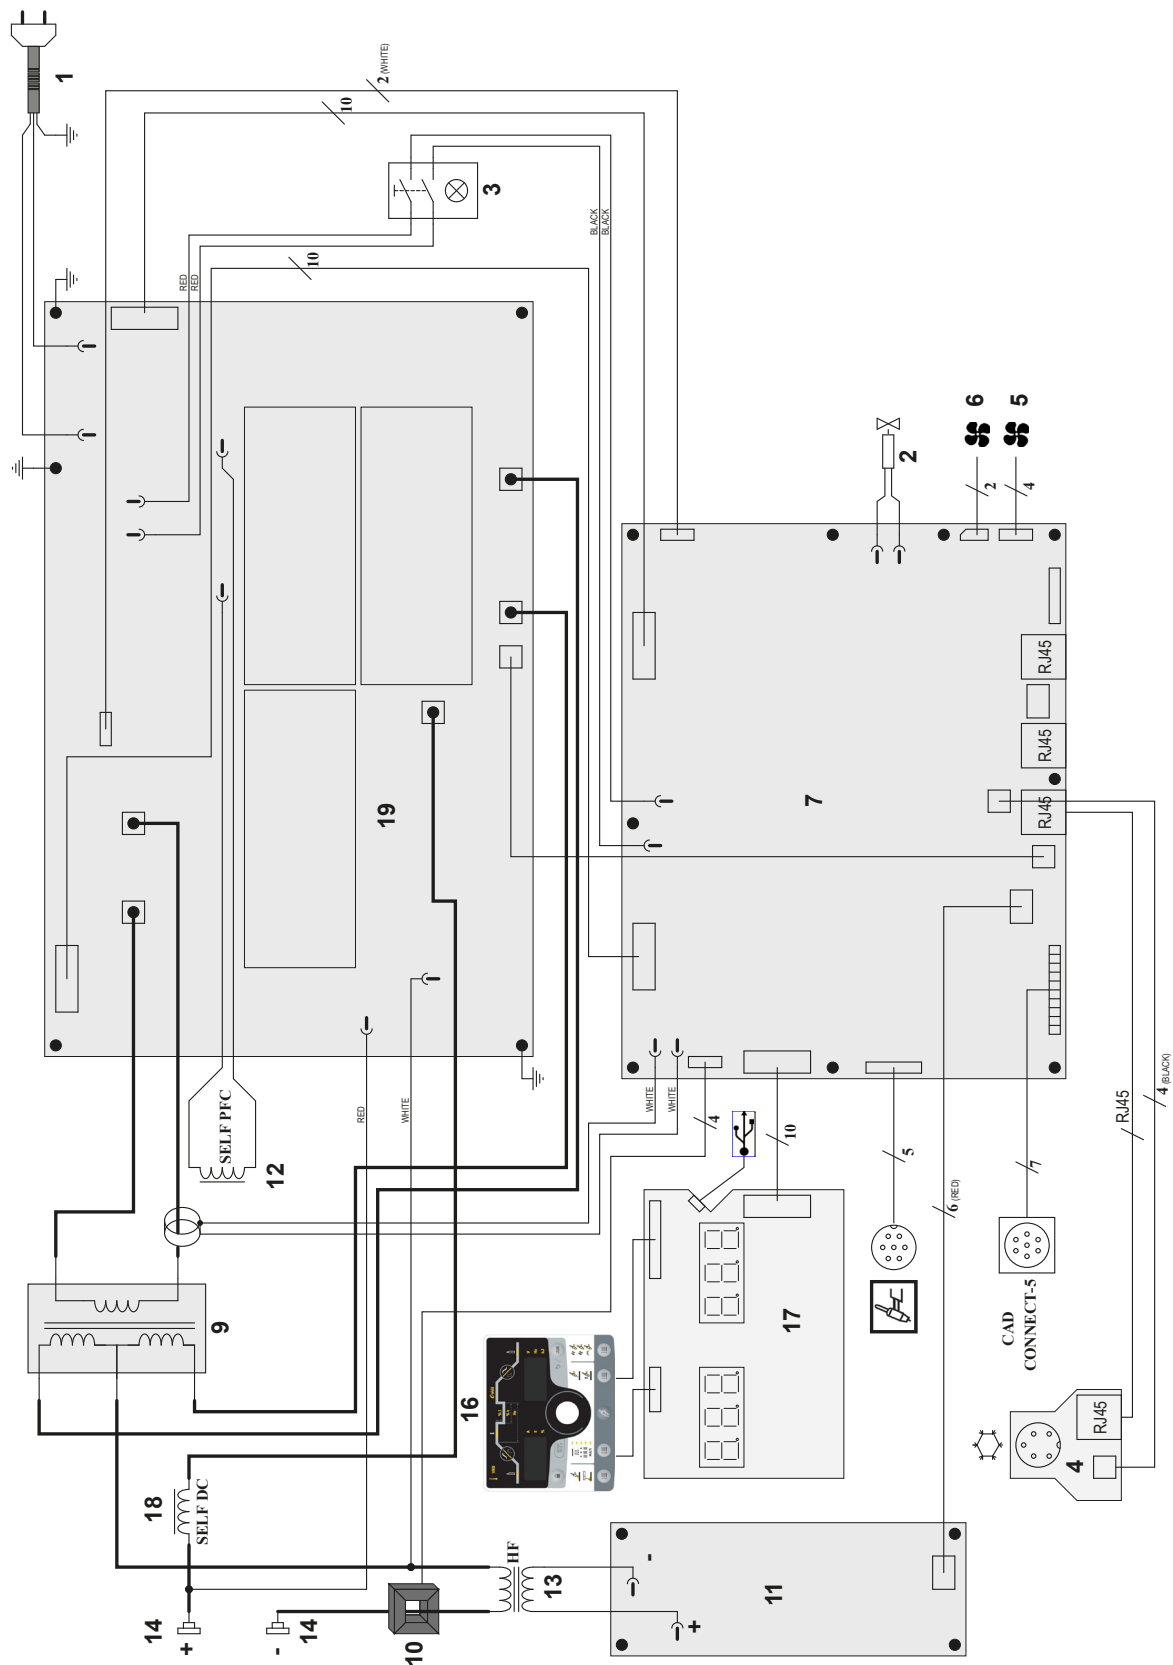 1
2 (WHITE)
10
3
RED
RED
10
BLACK
BLACK
2
6
5
2
4
RJ45
RJ45
RJ45
7
19
SELF PFC
12
RED
WHITE
WHITE
WHITE
4
10
5
6 (RED)
7
RJ45
4 (BLACK)
9
16
17
CAD
CONNECT-5
RJ45
4
18
SELF DC
HF
13
14
+
14
-
10
11
-
+